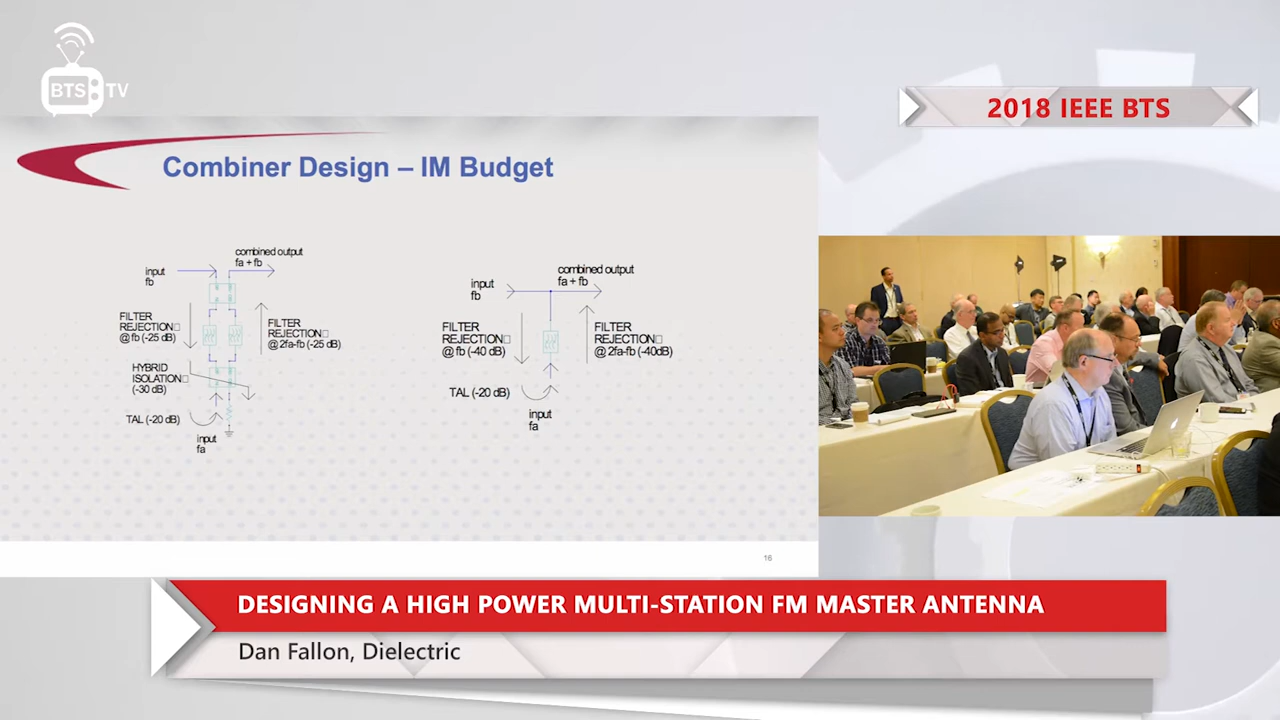 BTS TV
2018 IEEE BTS
Combiner Design – IM Budget
combined output
fa + fb
input
fb
FILTER
REJECTION□
@ fb (-25 dB)
FILTER
REJECTION□
@ 2fa-fb (-25 dB)
HYBRID
ISOLATION□
(-30 dB)
TAL (-20 dB)
input
fa
combined output
fa + fb
input
fb
FILTER
REJECTION□
@ fb (-40 dB)
FILTER
REJECTION□
@ 2fa-fb (-40dB)
TAL (-20 dB)
input
fa
16
DESIGNING A HIGH POWER MULTI-STATION FM MASTER ANTENNA
Dan Fallon, Dielectric